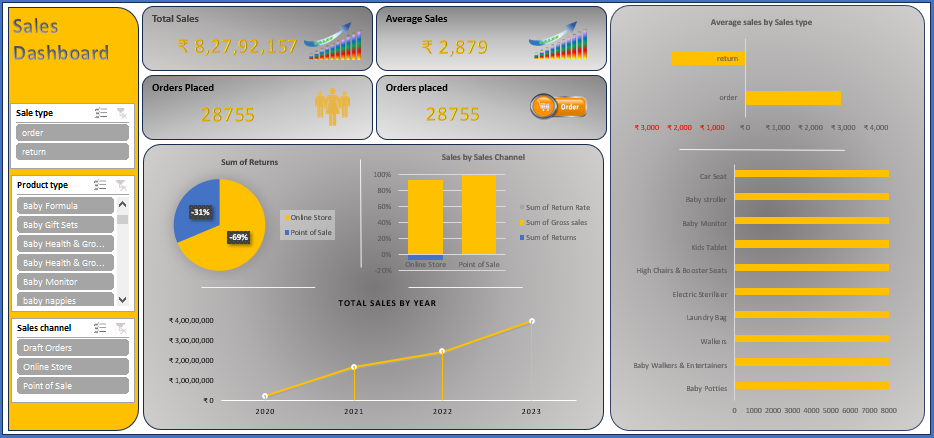 Sales
Dashboard
Sale type
order
return
Product type
Baby Formula
Baby Gift Sets
Baby Health & Gro...
Baby Health & Gro...
Baby Monitor
baby nappies
Sales channel
Draft Orders
Online Store
Point of Sale
Total Sales
₹ 8,27,92,157
Average Sales
₹ 2,879
Orders Placed
28755
Orders placed
28755
Order
Sum of Returns
-31%
-69%
Online Store
Point of Sale
Sales by Sales Channel
100%
80%
60%
40%
20%
0%
-20%
Online Store
Point of Sale
Sum of Return Rate
Sum of Gross sales
Sum of Returns
TOTAL SALES BY YEAR
₹ 4,00,00,000
₹ 3,00,00,000
₹ 2,00,00,000
₹ 1,00,00,000
₹ 0
2020 2021 2022 2023
Average sales by Sales type
return
order
₹ 3,000 ₹ 2,000 ₹ 1,000 ₹ 0 ₹ 1,000 ₹ 2,000 ₹ 3,000 ₹ 4,000
Car Seat
Baby stroller
Baby Monitor
Kids Tablet
High Chairs & Booster Seats
Electric Steriliser
Laundry Bag
Walkers
Baby Walkers & Entertainers
Baby Potties
0 1000 2000 3000 4000 5000 6000 7000 8000